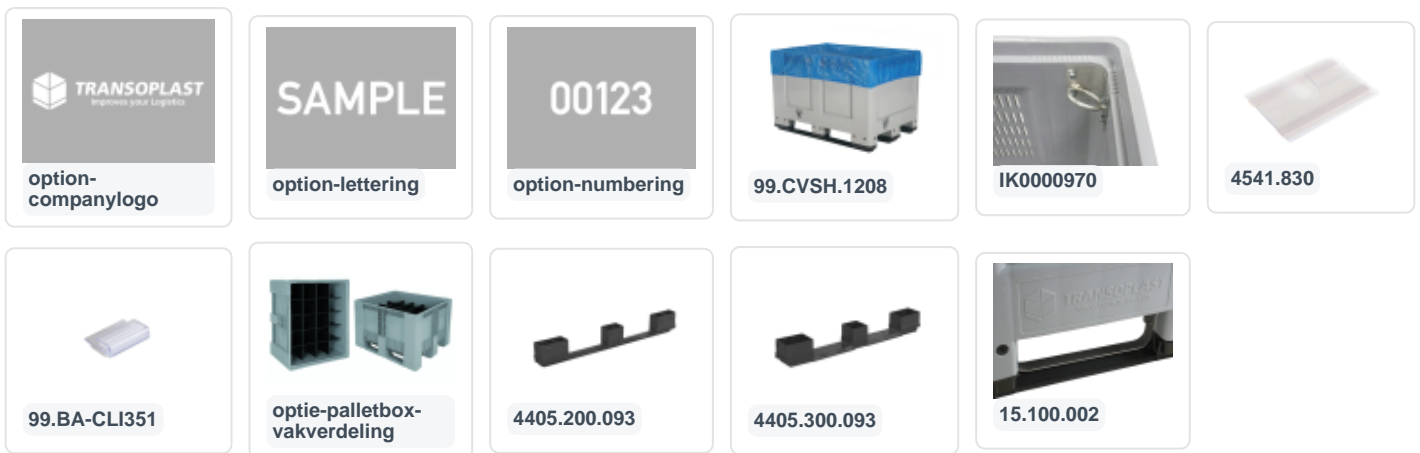 TRANSOPLAST
Improves your Logistics
option-
companylogo
SAMPLE
option-lettering
00123
option-numbering
99.CVSH.1208
IK0000970
4541.830
99.BA-CLI351
optie-palletbox-
vakverdeling
4405.200.093
4405.300.093
TRANSOPLAST
15.100.002